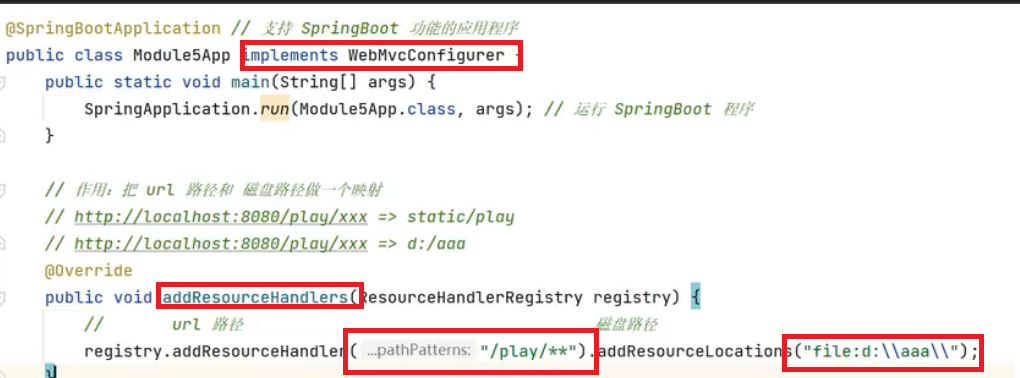 @SpringBootApplication // 支持 SpringBoot 功能的应用程序
public class Module5App implements WebMvcConfigurer {
public static void main(String[] args) {
SpringApplication.run(Module5App.class, args); // 运行 SpringBoot 程序
}
// 作用：把 url 路径和 磁盘路径做一个映射
// http://localhost:8080/play/xxx => static/play
// http://localhost:8080/play/xxx => d:/aaa
@Override
public void addResourceHandlers(ResourceHandlerRegistry registry) {
// url 路径 磁盘路径
registry.addResourceHandler( ...pathPatterns: "/play/**").addResourceLocations("file:d:\\aaa\\");
}